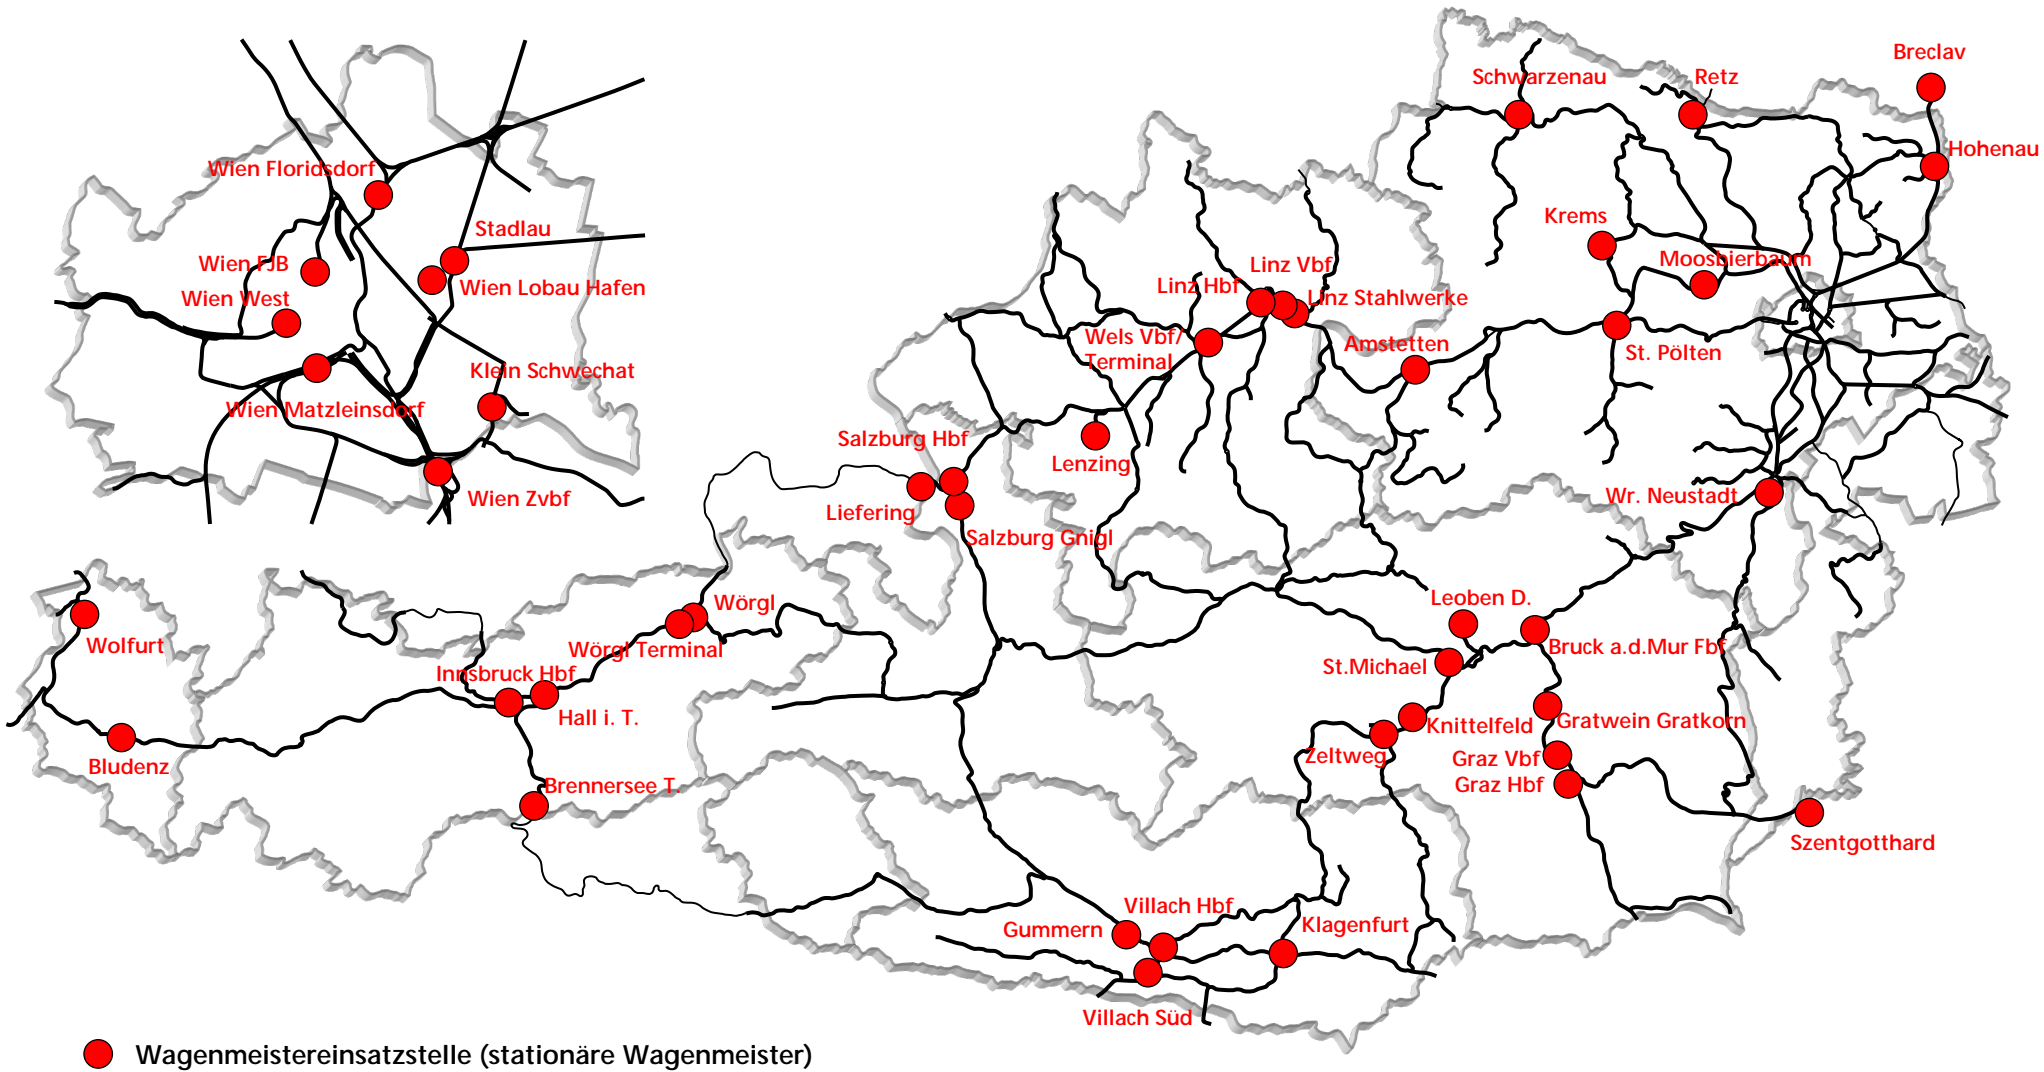 Breclav
Schwarzenau
Retz
Hohenau
Wien Floridsdorf
Stadlau
Krems
Wien FJB
Moosbierbaum
Linz Vbf
Wien West
Wien Lobau Hafen
Linz Hbf
Linz Stahlwerke
Wels Vbf/
Terminal
Amstetten
St. Pölten
Klein Schwechat
Wien Matzleinsdorf
Salzburg Hbf
Lenzing
Wien Zvbf
Wr. Neustadt
Liefering
Salzburg Gnigl
Wörgl
Leoben D.
Wolfurt
Wörgl Terminal
Bruck a.d.Mur Fbf
St.Michael
Innsbruck Hbf
Hall i. T.
Knittelfeld
Gratwein Gratkorn
Zeltweg
Graz Vbf
Bludenz
Graz Hbf
Brennersee T.
Szentgotthard
Villach Hbf
Gummern
Klagenfurt
Villach Süd
Wagenmeistereinsatzstelle (stationäre Wagenmeister)